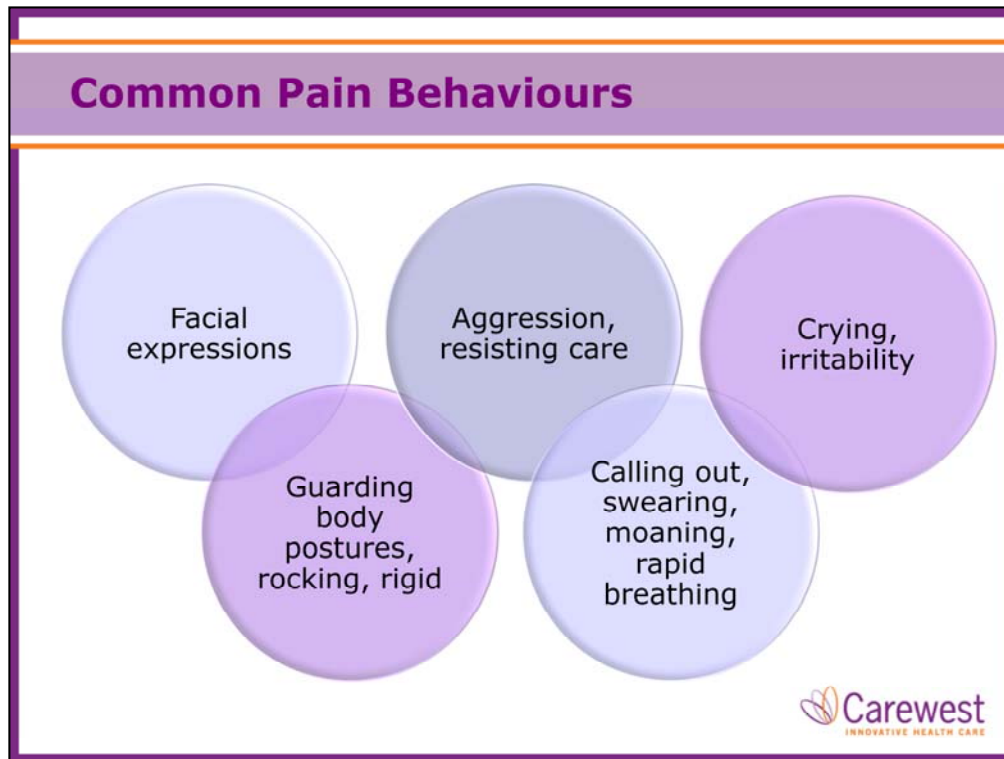 Common Pain Behaviours
Facial
expressions
Guarding
body
postures,
rocking, rigid
Aggression,
resisting care
Calling out,
swearing,
moaning,
rapid
breathing
Crying,
irritability
Carewest
INNOVATIVE HEALTH CARE